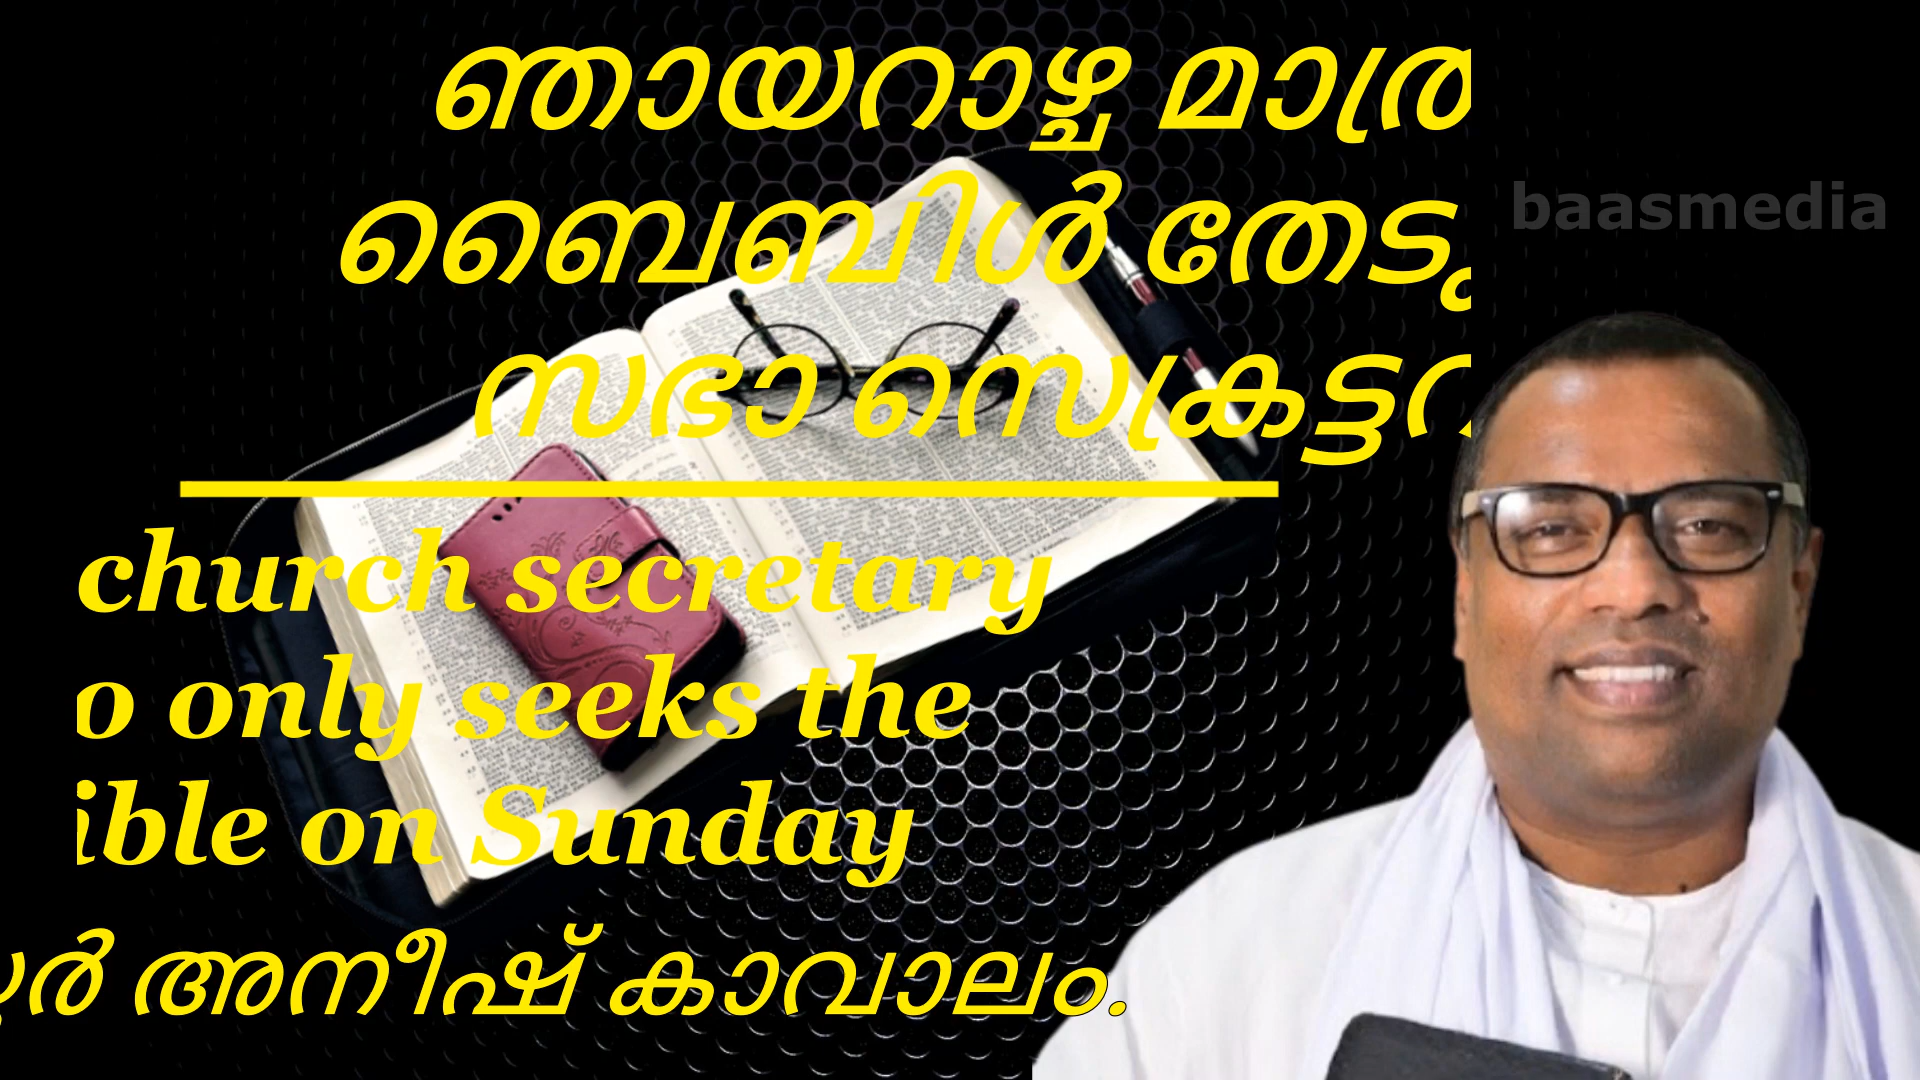 ഞായറാഴ്ച മാത്ര
ബൈബിൾ തേടു
baasmedia
സഭാ സെക്രട്ടറ
church secretary
o only seeks the
ible on Sunday
ർ അനീഷ് കാവാലം.